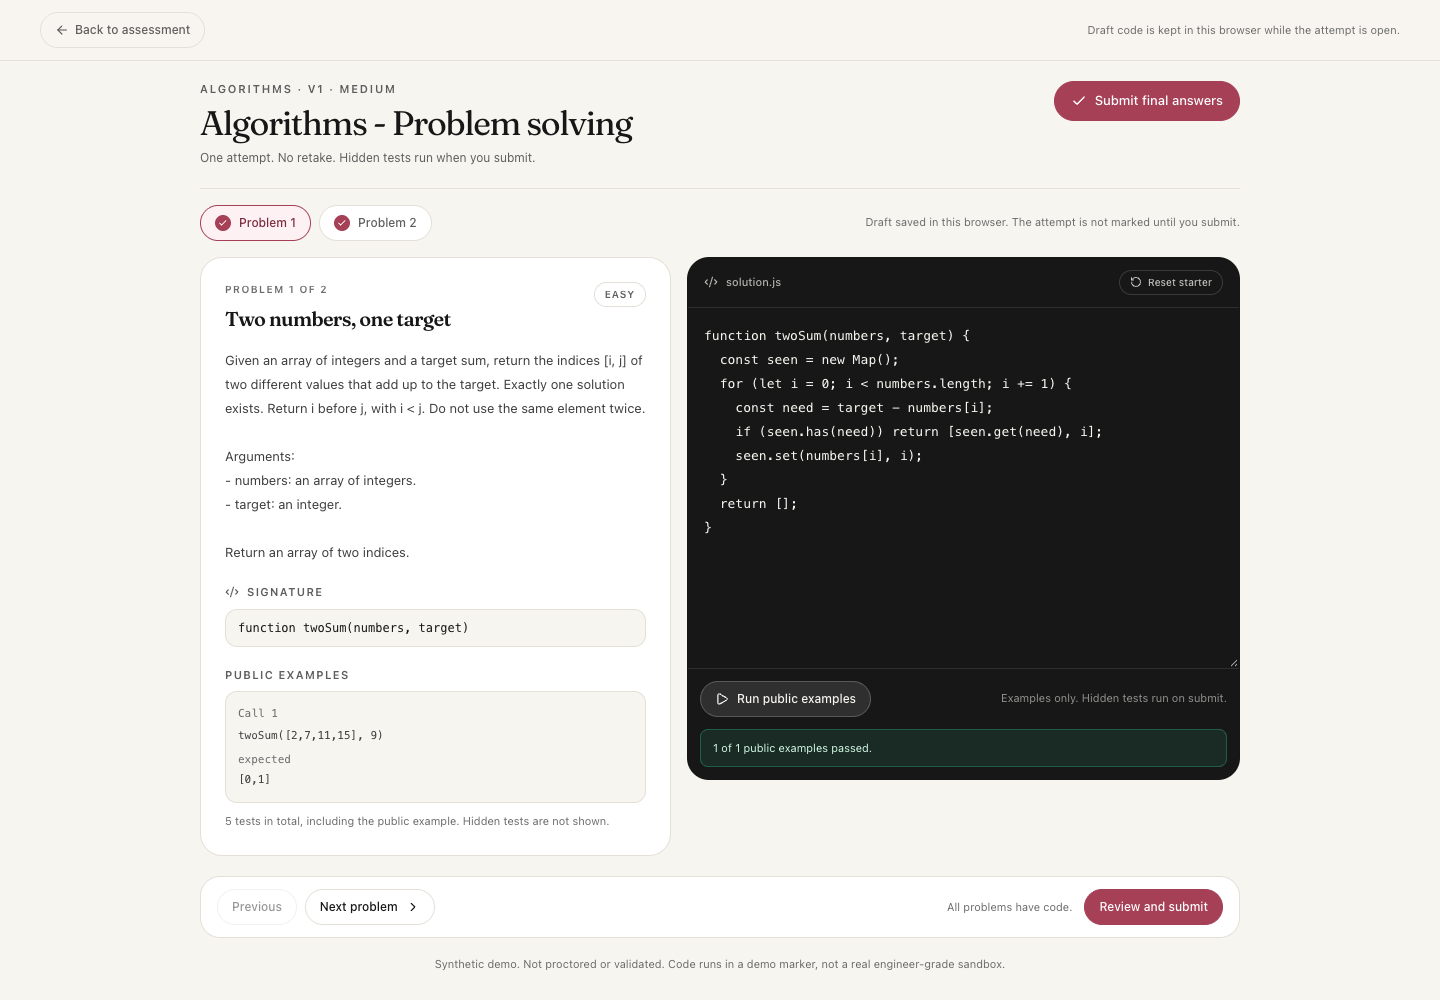 Back to assessment
Draft code is kept in this browser while the attempt is open.
ALGORITHMS · V1 · MEDIUM
Algorithms - Problem solving
One attempt. No retake. Hidden tests run when you submit.
Submit final answers
Problem 1
Problem 2
Draft saved in this browser. The attempt is not marked until you submit.
PROBLEM 1 OF 2
EASY
Two numbers, one target
Given an array of integers and a target sum, return the indices [i, j] of
two different values that add up to the target. Exactly one solution
exists. Return i before j, with i < j. Do not use the same element twice.
Arguments:
- numbers: an array of integers.
- target: an integer.
Return an array of two indices.
SIGNATURE
function twoSum(numbers, target)
PUBLIC EXAMPLES
Call 1
twoSum([2,7,11,15], 9)
expected
[0,1]
5 tests in total, including the public example. Hidden tests are not shown.
solution.js
Reset starter
function twoSum(numbers, target) {
  const seen = new Map();
  for (let i = 0; i < numbers.length; i += 1) {
    const need = target - numbers[i];
    if (seen.has(need)) return [seen.get(need), i];
    seen.set(numbers[i], i);
  }
  return [];
}
Run public examples
Examples only. Hidden tests run on submit.
1 of 1 public examples passed.
Previous
Next problem
All problems have code.
Review and submit
Synthetic demo. Not proctored or validated. Code runs in a demo marker, not a real engineer-grade sandbox.